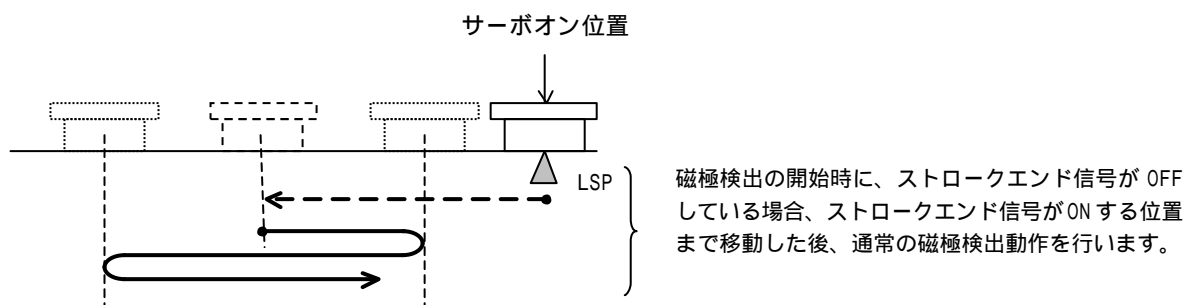 サーボオン位置
LSP
磁極検出の開始時に、ストロークエンド信号が OFF
している場合、ストロークエンド信号がON する位置
まで移動した後、通常の磁極検出動作を行います。